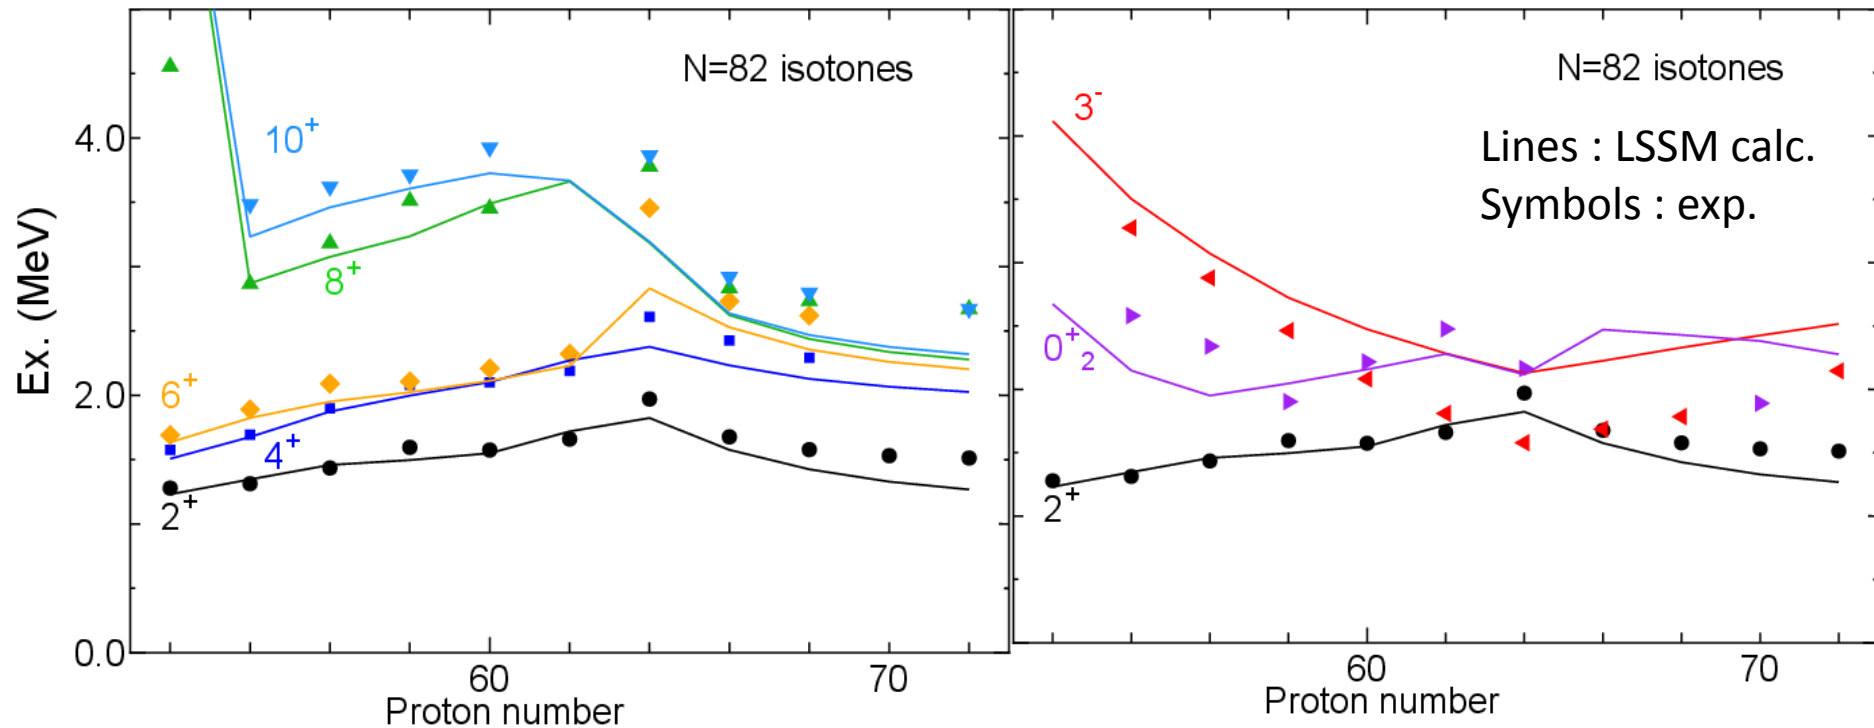 N=82 isotones
4.0
10⁺
8⁺
2.0
6⁺
4⁺
2⁺
0.0
60
70
Ex. (MeV)
Proton number
N=82 isotones
3⁻
Lines : LSSM calc.
Symbols : exp.
0⁺₂
2⁺
60
70
Proton number